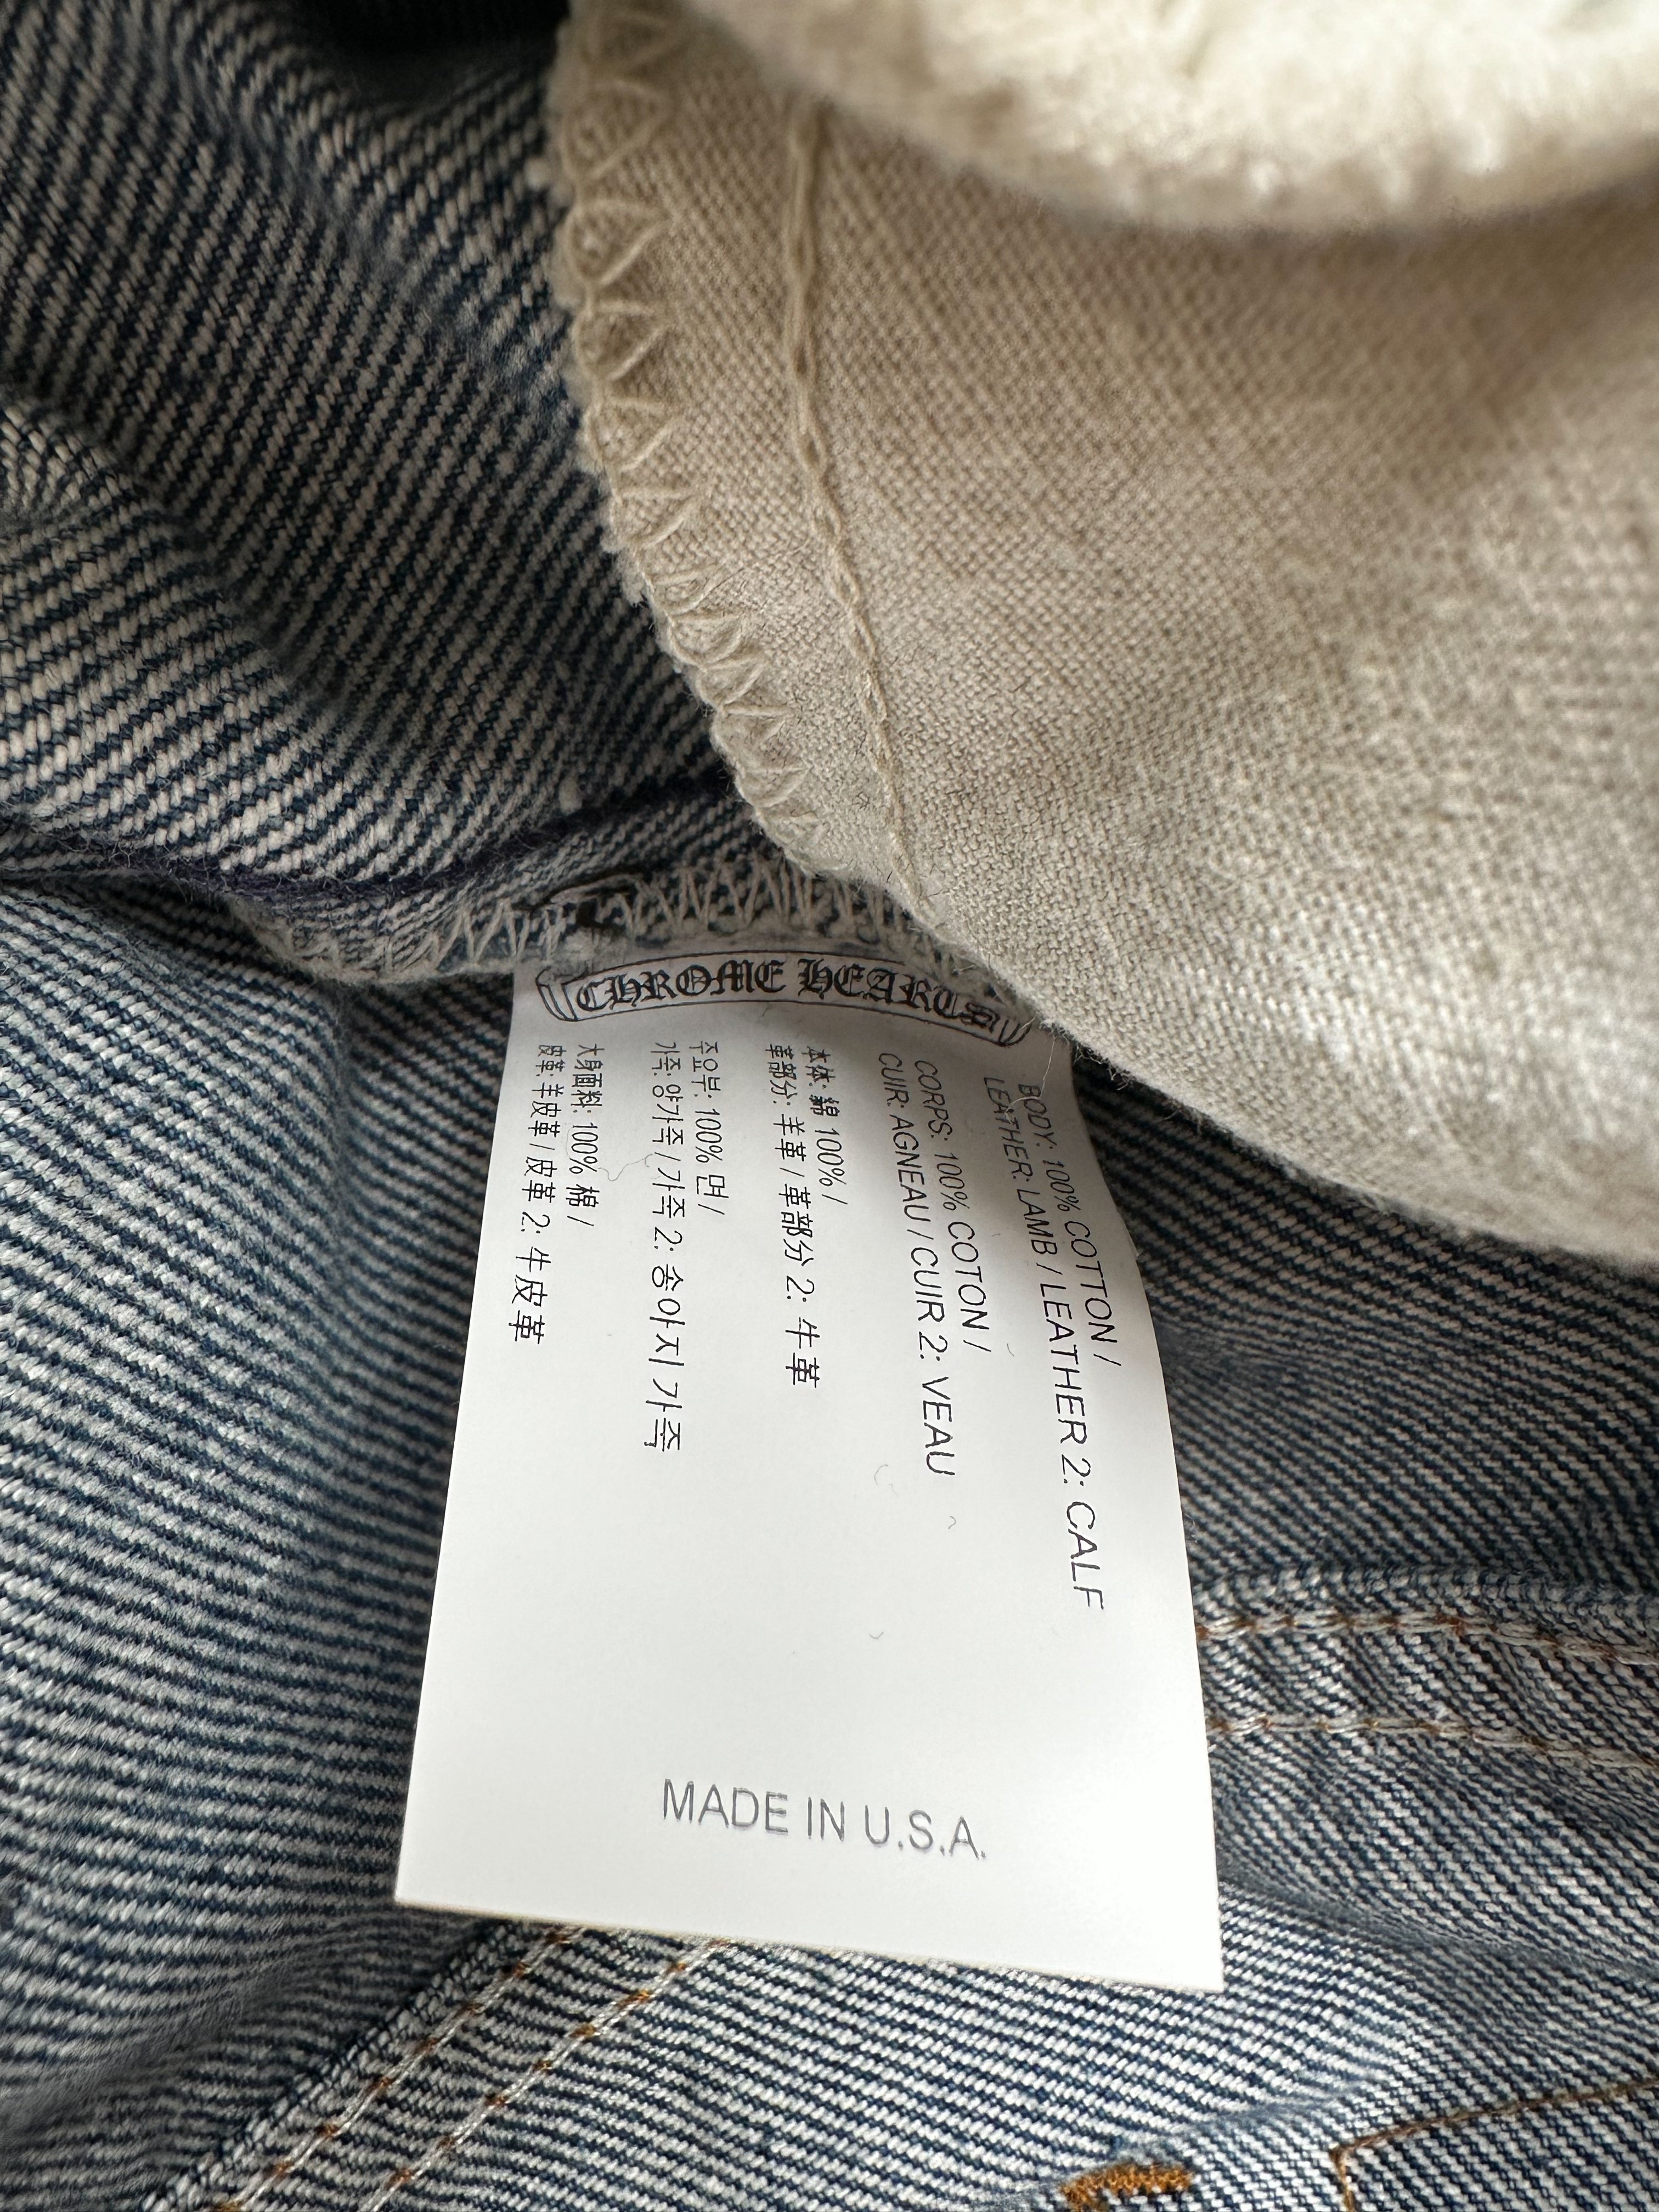 CHROME HEARTS
BODY: 100% COTTON /
LEATHER: LAMB / LEATHER 2: CALF
CORPS: 100% COTON /
CUIR: AGNEAU / CUIR 2: VEAU
本体: 綿 100% /
革部分: 羊革 / 革部分 2: 牛革
주요부: 100% 면 /
가죽: 양가죽 / 가죽 2: 송아지 가죽
大身面料: 100% 棉 /
皮革: 羊皮革 / 皮革 2: 牛皮革
MADE IN U.S.A.